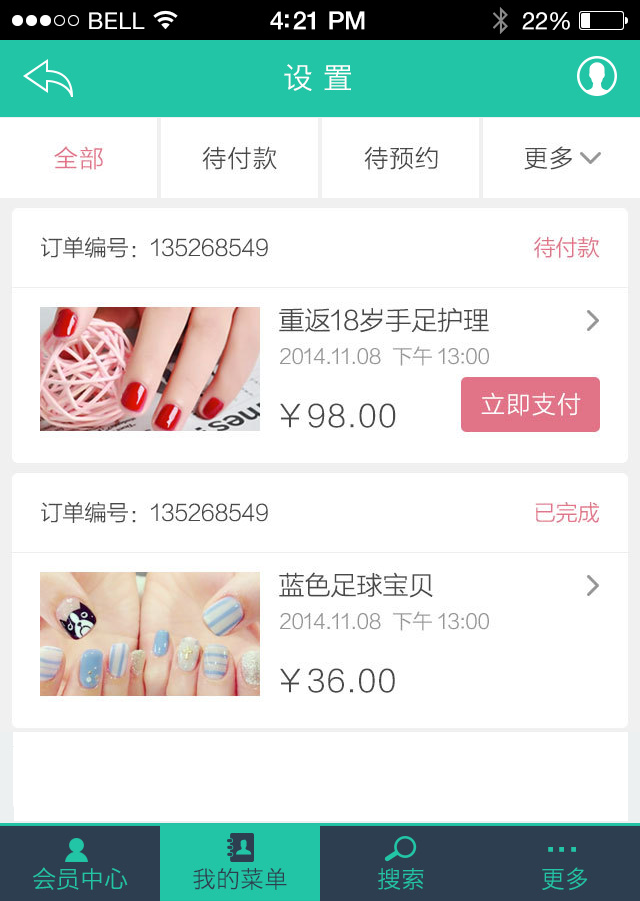 BELL 4:21 PM 22%
设置
全部 待付款 待预约 更多
订单编号：135268549 待付款
重返18岁手足护理
2014.11.08 下午 13:00
￥98.00 立即支付
订单编号：135268549 已完成
蓝色足球宝贝
2014.11.08 下午 13:00
￥36.00
会员中心 我的菜单 搜索 更多